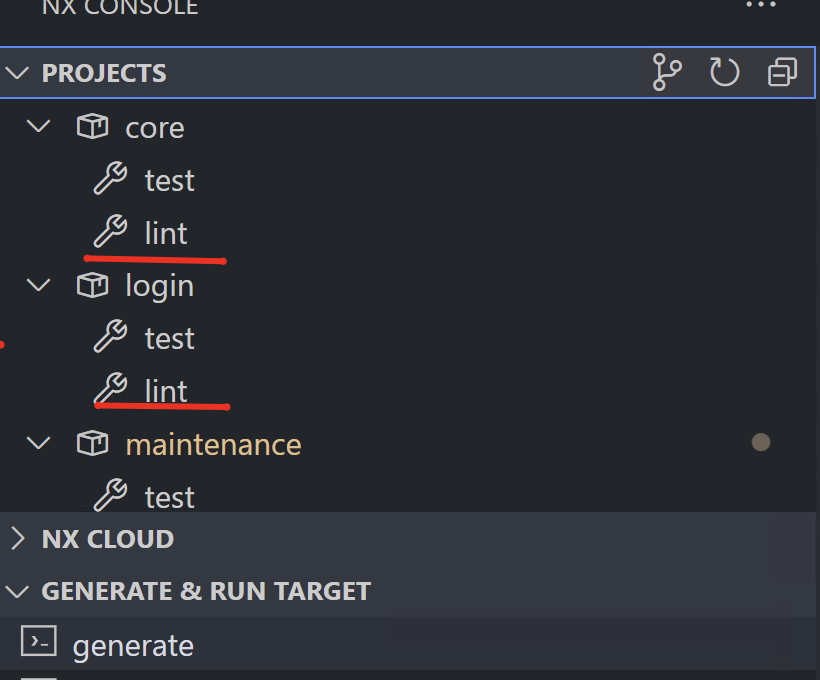 NX CONSOLE
PROJECTS
core
test
lint
login
test
lint
maintenance
test
NX CLOUD
GENERATE & RUN TARGET
generate